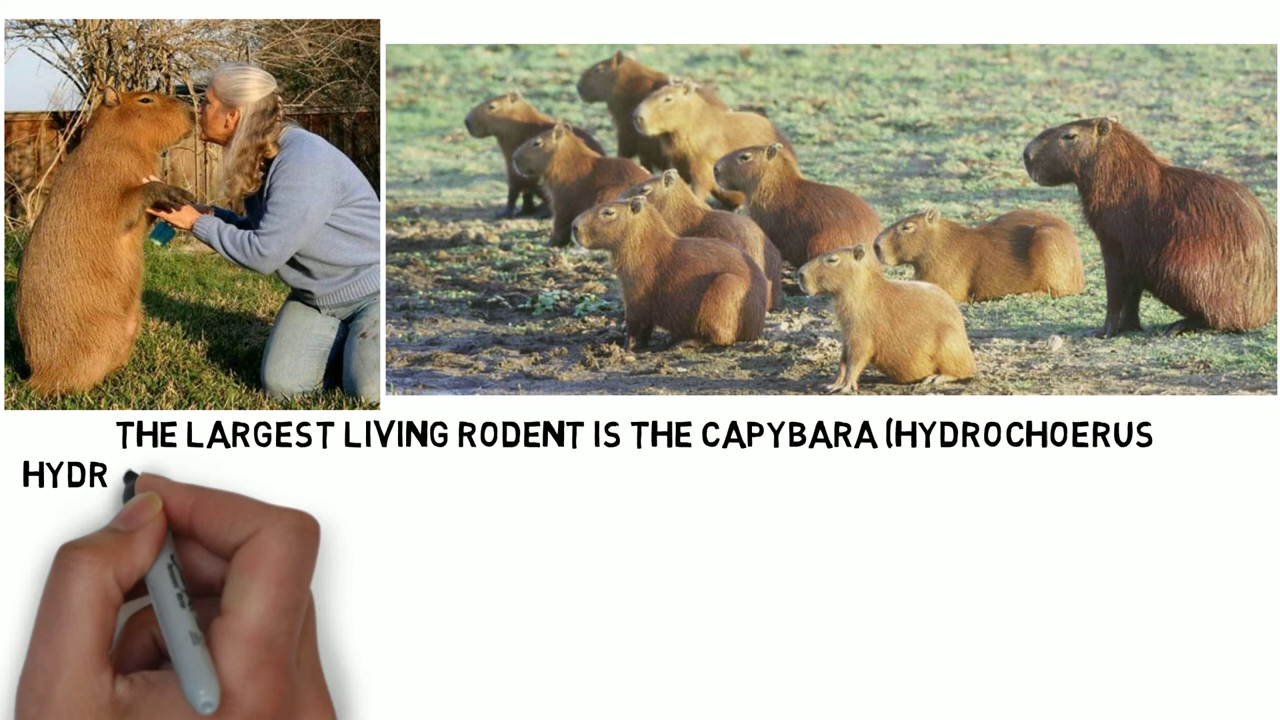 THE LARGEST LIVING RODENT IS THE CAPYBARA (HYDROCHOERUS
HYDR